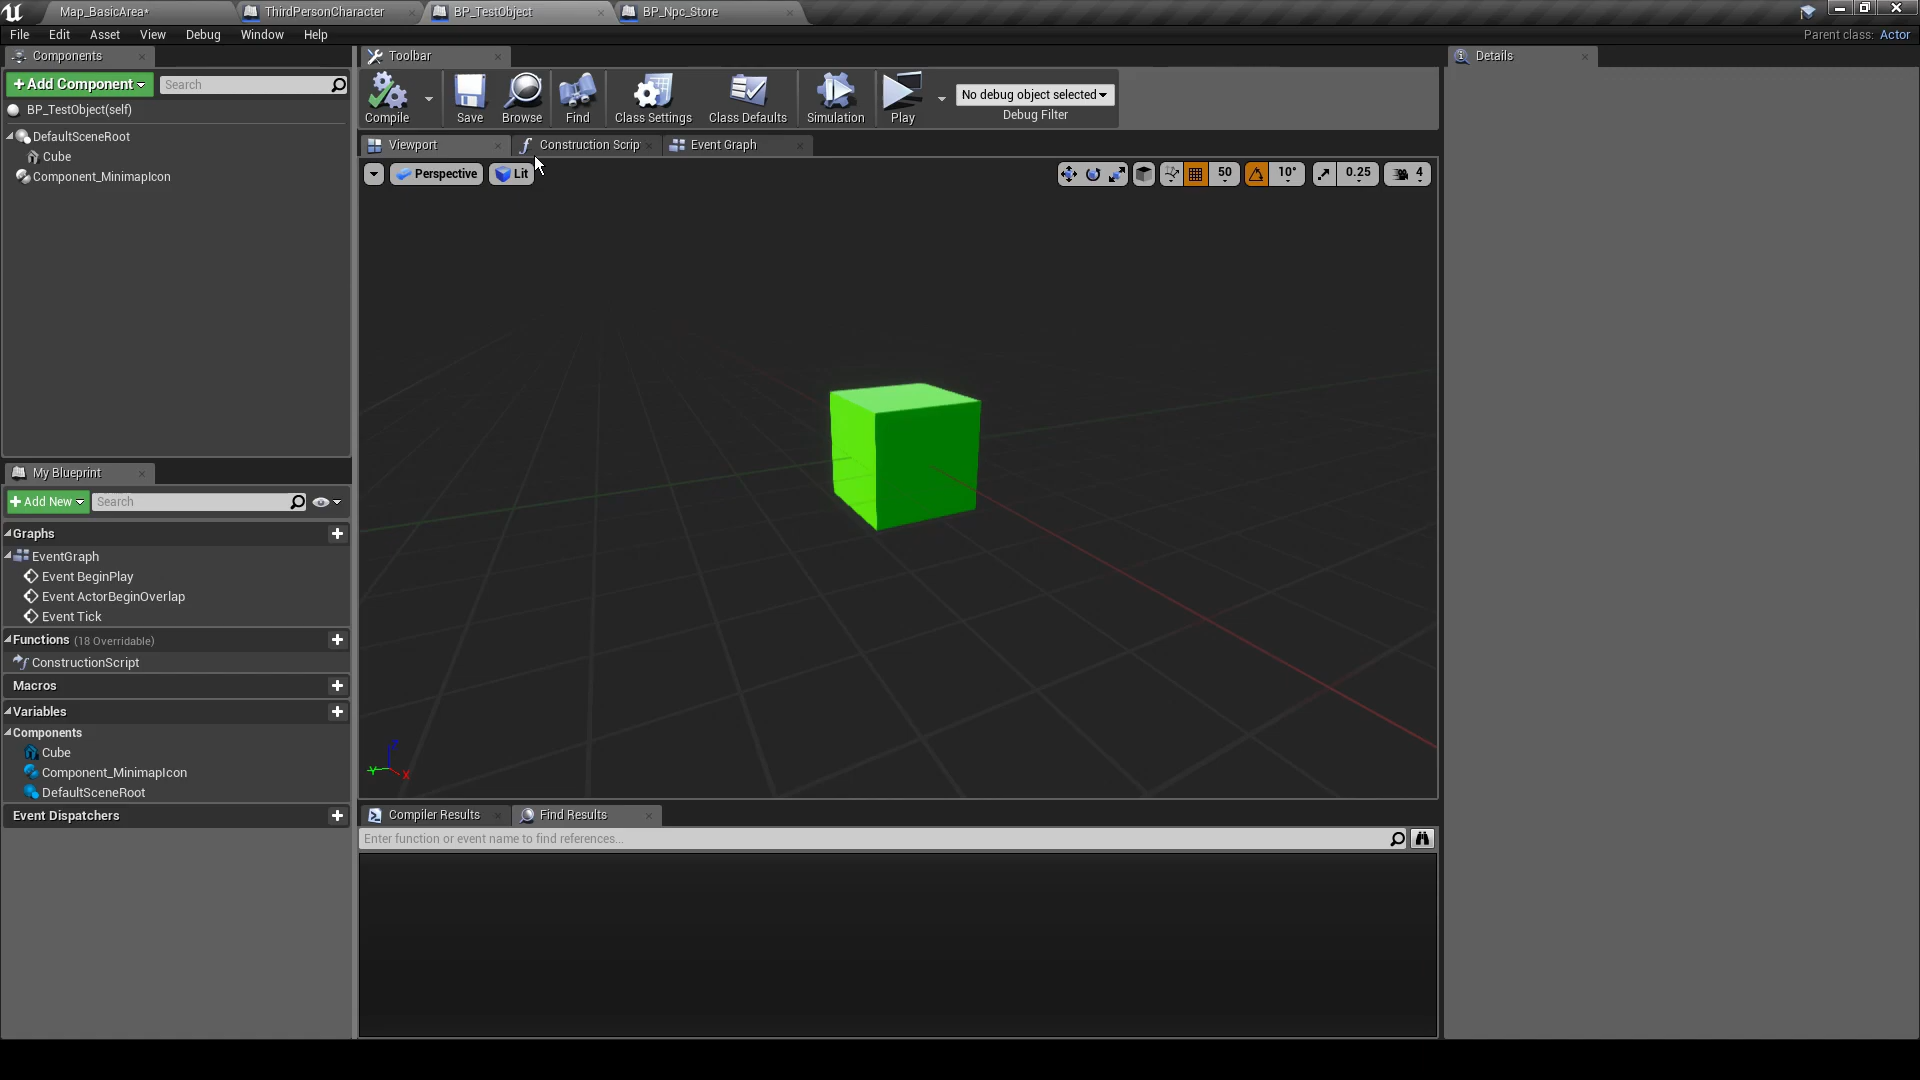 Map_BasicArea*
ThirdPersonCharacter
BP_TestObject
BP_Npc_Store
File Edit Asset View Debug Window Help
Parent class: Actor
Components
+Add Component
Search
BP_TestObject(self)
DefaultSceneRoot
Cube
Component_MinimapIcon
Toolbar
Compile
Save
Browse
Find
Class Settings
Class Defaults
Simulation
Play
No debug object selected
Debug Filter
Viewport
Construction Scrip
Event Graph
Perspective
Lit
50
10°
0.25
4
Z
Y
X
Details
My Blueprint
+Add New
Search
Graphs
EventGraph
Event BeginPlay
Event ActorBeginOverlap
Event Tick
Functions (18 Overridable)
ConstructionScript
Macros
Variables
Components
Cube
Component_MinimapIcon
DefaultSceneRoot
Event Dispatchers
Compiler Results
Find Results
Enter function or event name to find references...